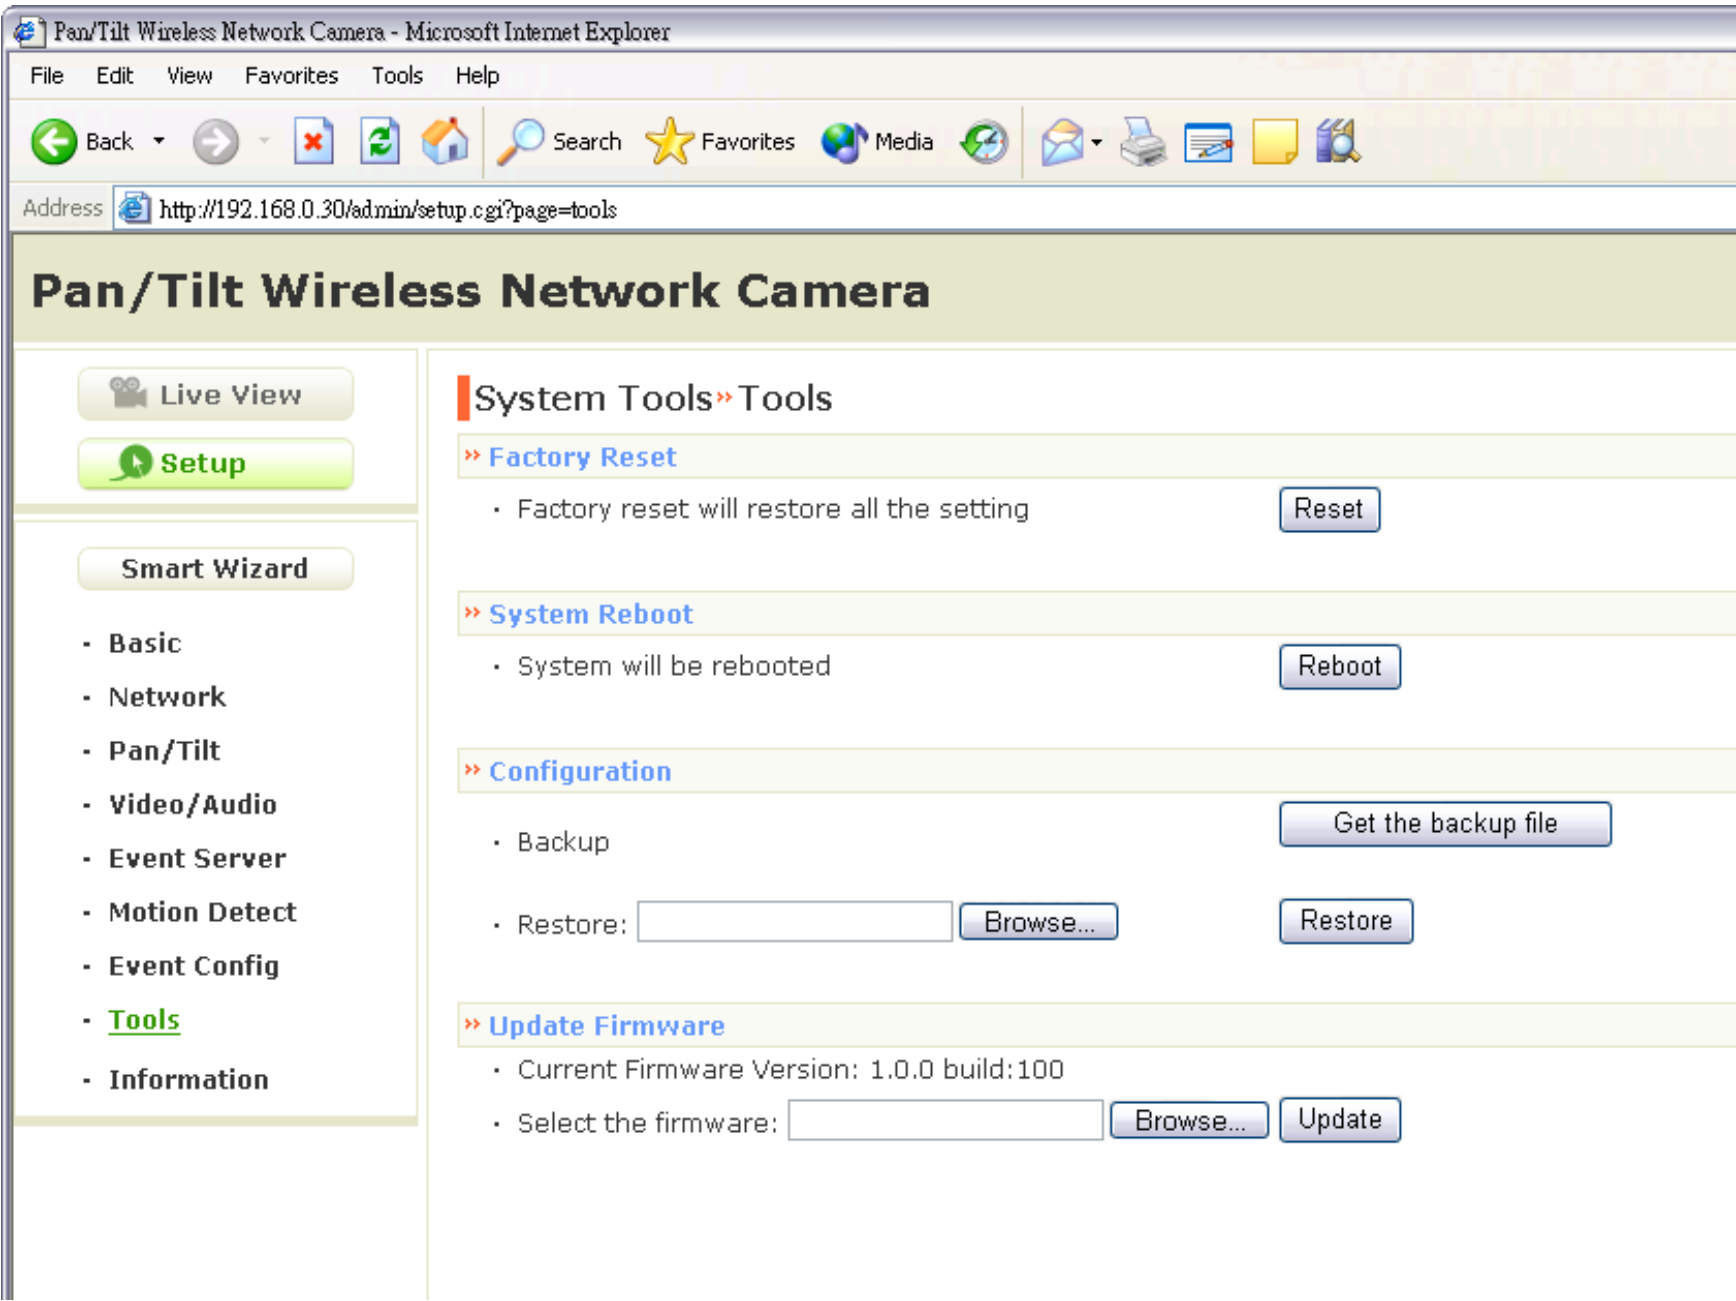 Pan/Tilt Wireless Network Camera - Microsoft Internet Explorer
File Edit View Favorites Tools Help
Back Search Favorites Media
Address http://192.168.0.30/admin/setup.cgi?page=tools
Pan/Tilt Wireless Network Camera
Live View
Setup
Smart Wizard
- Basic
- Network
- Pan/Tilt
- Video/Audio
- Event Server
- Motion Detect
- Event Config
- Tools
- Information
System Tools» Tools
» Factory Reset
· Factory reset will restore all the setting Reset
» System Reboot
· System will be rebooted Reboot
» Configuration
· Backup Get the backup file
· Restore: Browse... Restore
» Update Firmware
· Current Firmware Version: 1.0.0 build:100
· Select the firmware: Browse... Update